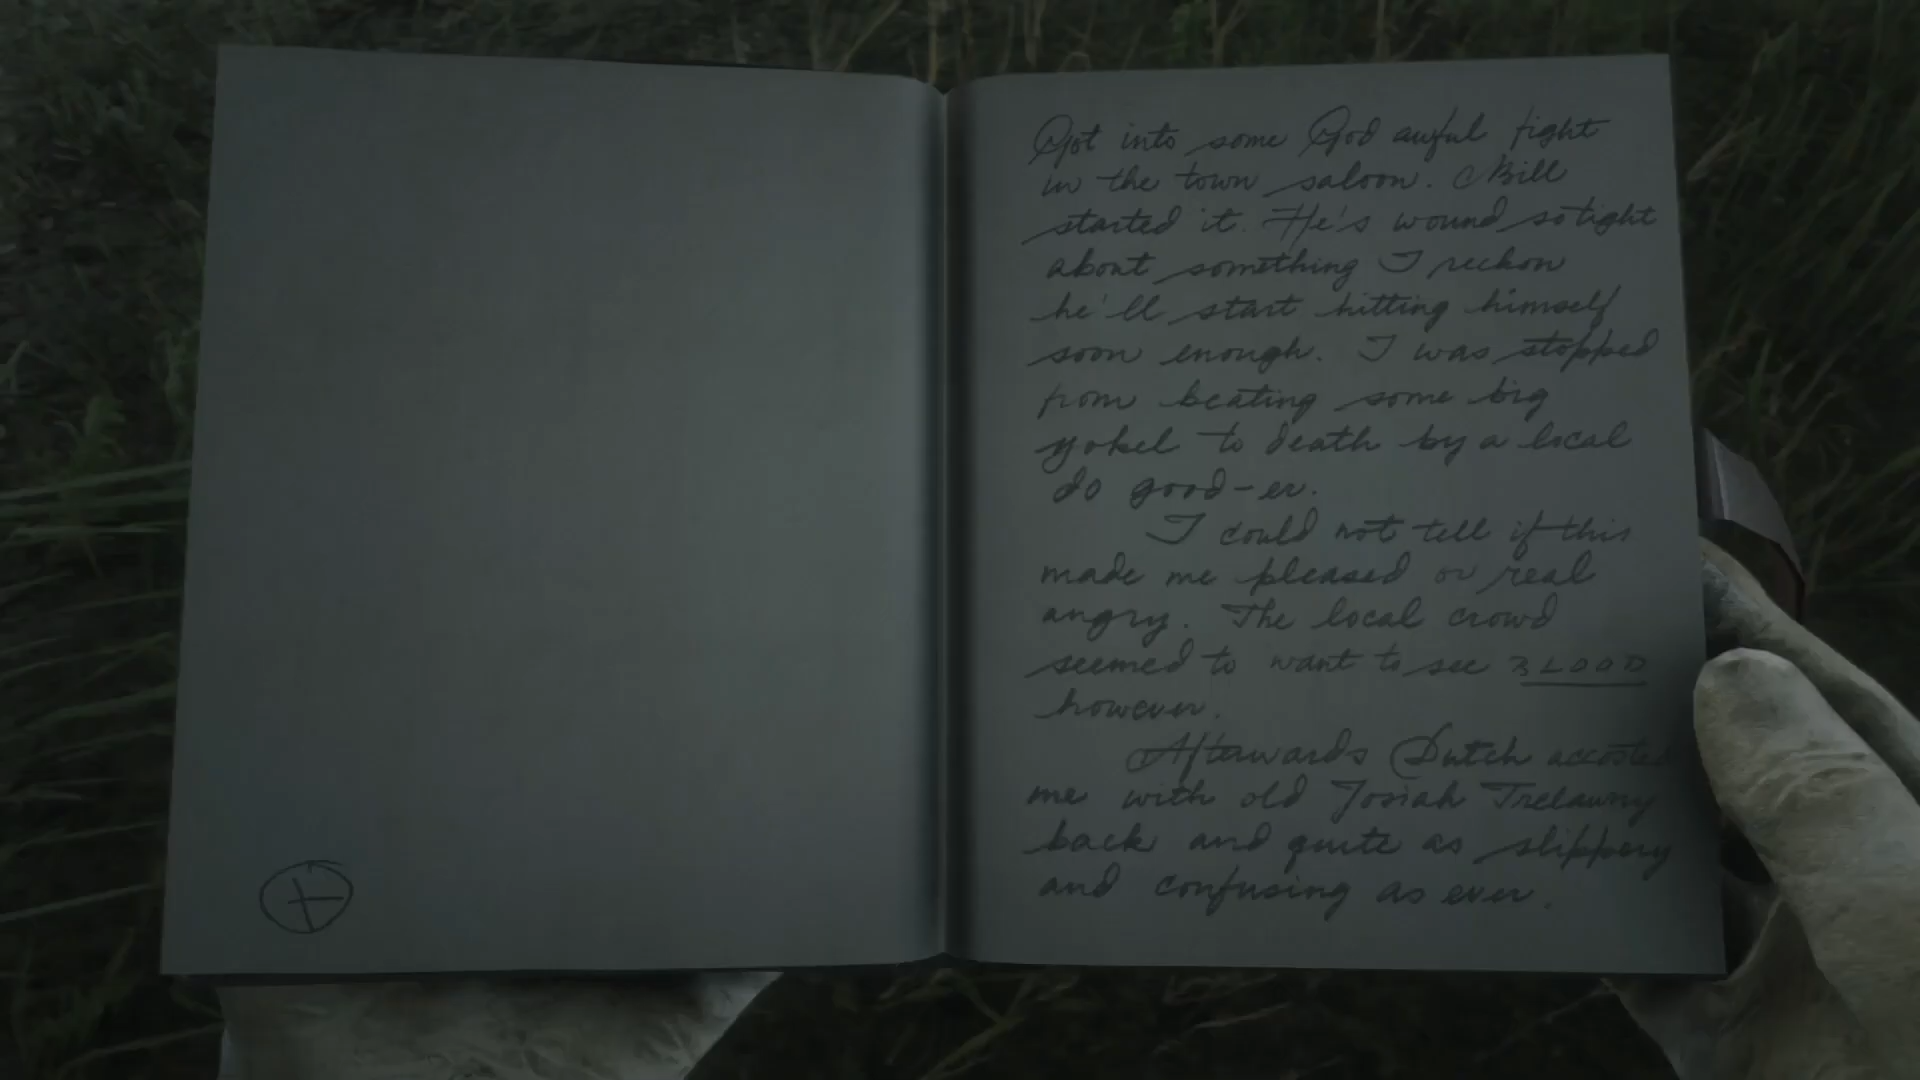 Got into some God awful fight
in the town saloon. Bill
started it. He's wound so tight
about something I reckon
he'll start hitting himself
soon enough. I was stopped
from beating some big
yokel to death by a local
do good-er.
I could not tell if this
made me pleased or real
angry. The local crowd
seemed to want to see BLOOD
however.
Afterwards Dutch accosted
me with old Josiah Trelawny
back and quite as slippery
and confusing as ever.